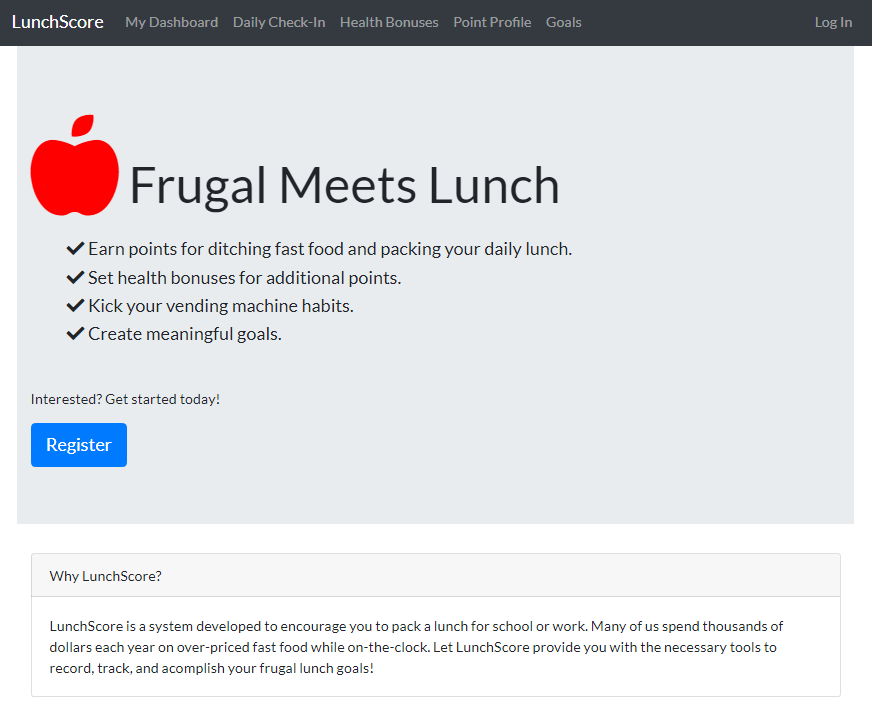 LunchScore My Dashboard Daily Check-In Health Bonuses Point Profile Goals Log In
Frugal Meets Lunch
Earn points for ditching fast food and packing your daily lunch.
Set health bonuses for additional points.
Kick your vending machine habits.
Create meaningful goals.
Interested? Get started today!
Register
Why LunchScore?
LunchScore is a system developed to encourage you to pack a lunch for school or work. Many of us spend thousands of
dollars each year on over-priced fast food while on-the-clock. Let LunchScore provide you with the necessary tools to
record, track, and acomplish your frugal lunch goals!